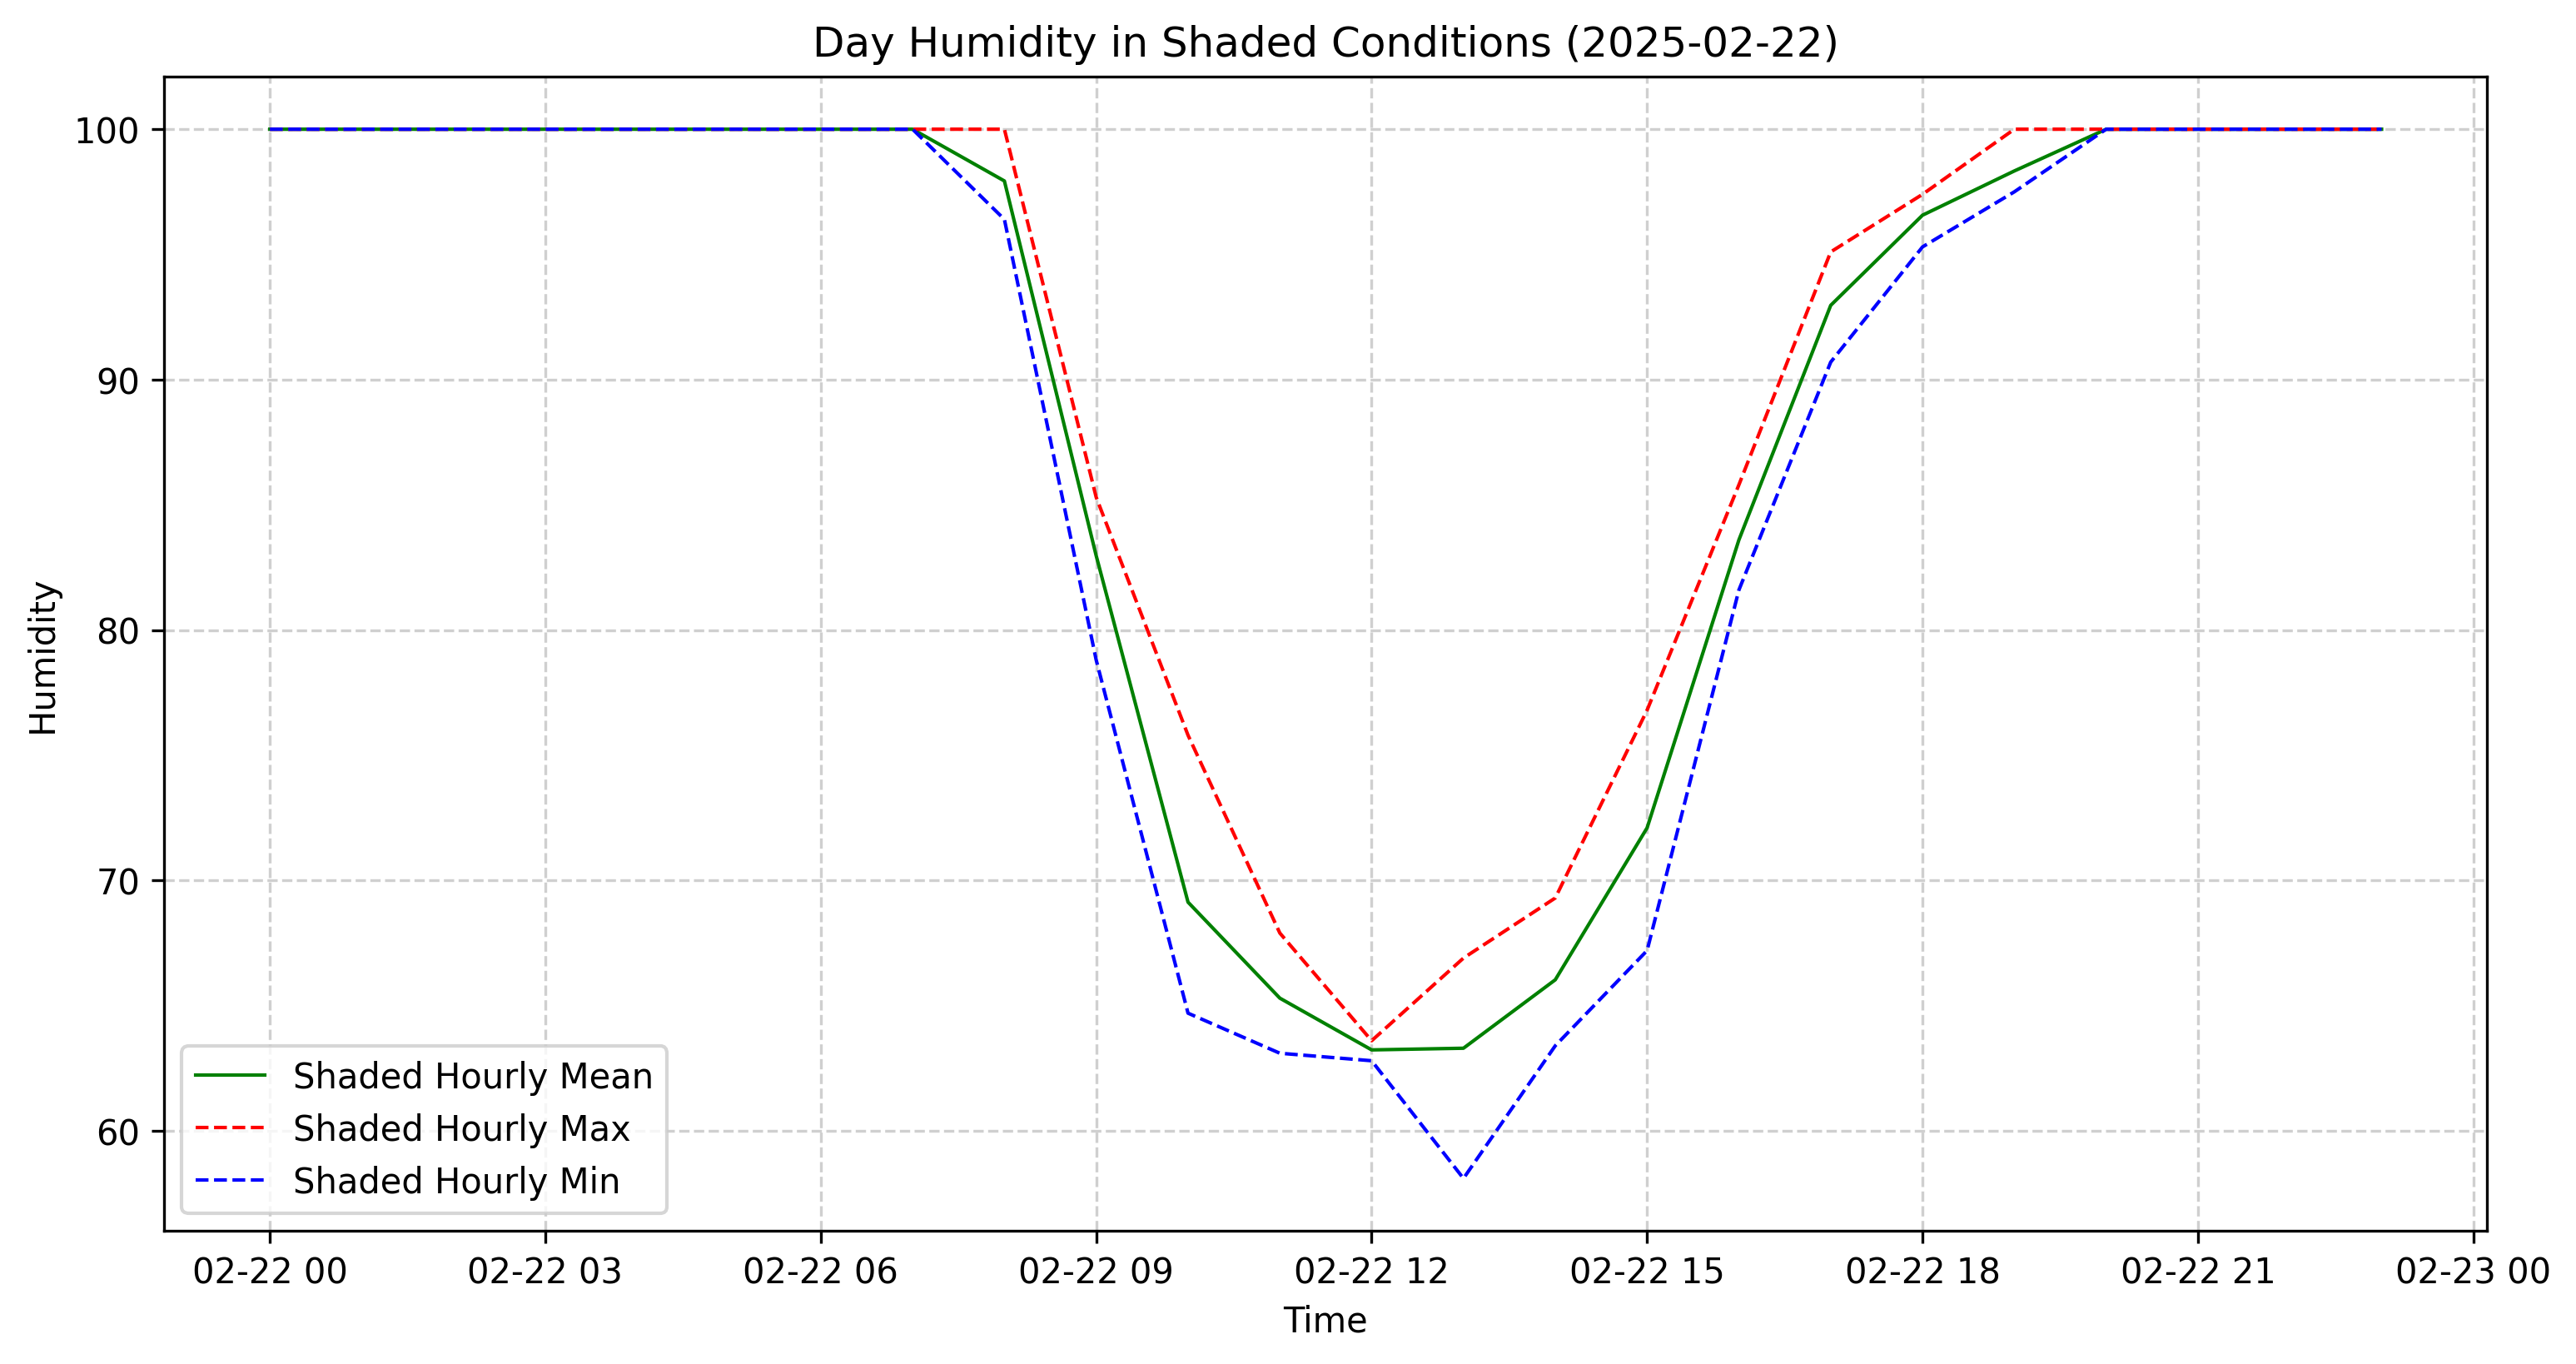 Day Humidity in Shaded Conditions (2025-02-22)
100
90
80
70
60
Humidity
Shaded Hourly Mean
Shaded Hourly Max
Shaded Hourly Min
02-22 00 02-22 03 02-22 06 02-22 09 02-22 12 02-22 15 02-22 18 02-22 21 02-23 00
Time